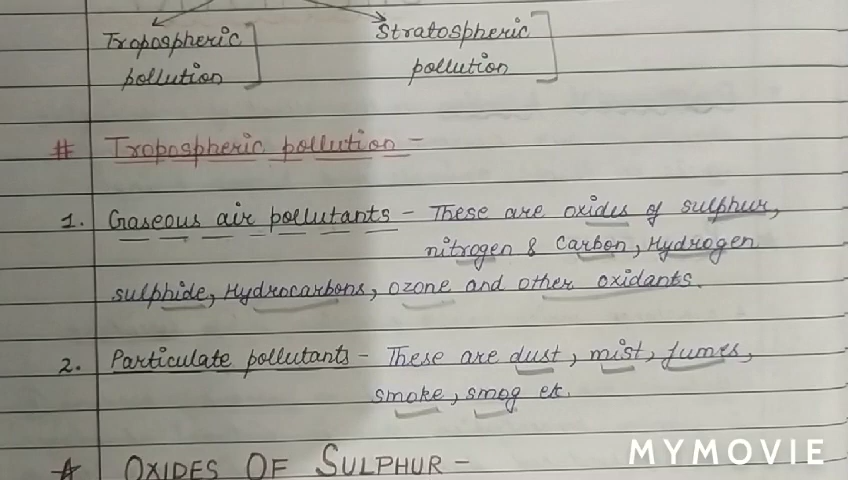 Tropospheric Stratospheric
pollution pollution
# Tropospheric pollution -
1. Gaseous air pollutants - These are oxides of sulphur,
nitrogen & Carbon, Hydrogen
sulphide, Hydrocarbons, ozone and other oxidants.
2. Particulate pollutants - These are dust, mist, fumes,
smoke, smog etc.
OXIDES OF SULPHUR -
MYMOVIE